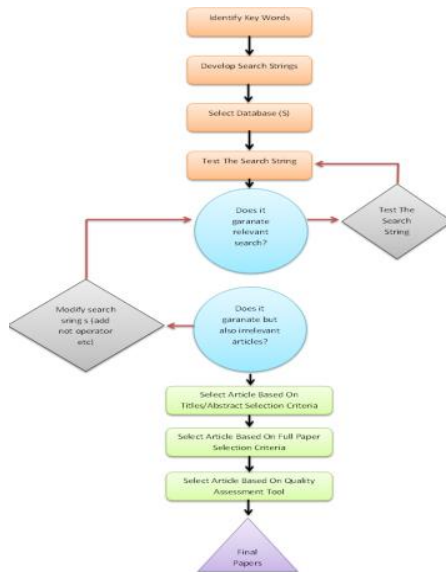 Identify Key Words
Develop Search Strings
Select Database (S)
Test The Search String
Does it
garanate
relevant
search?
Test The
Search
String
Modify search
sring s (add
not operator
etc)
Does it
garanate but
also irrelevant
articles?
Select Article Based On
Titles/Abstract Selection Criteria
Select Article Based On Full Paper
Selection Criteria
Select Article Based On Quality
Assessment Tool
Final
Papers